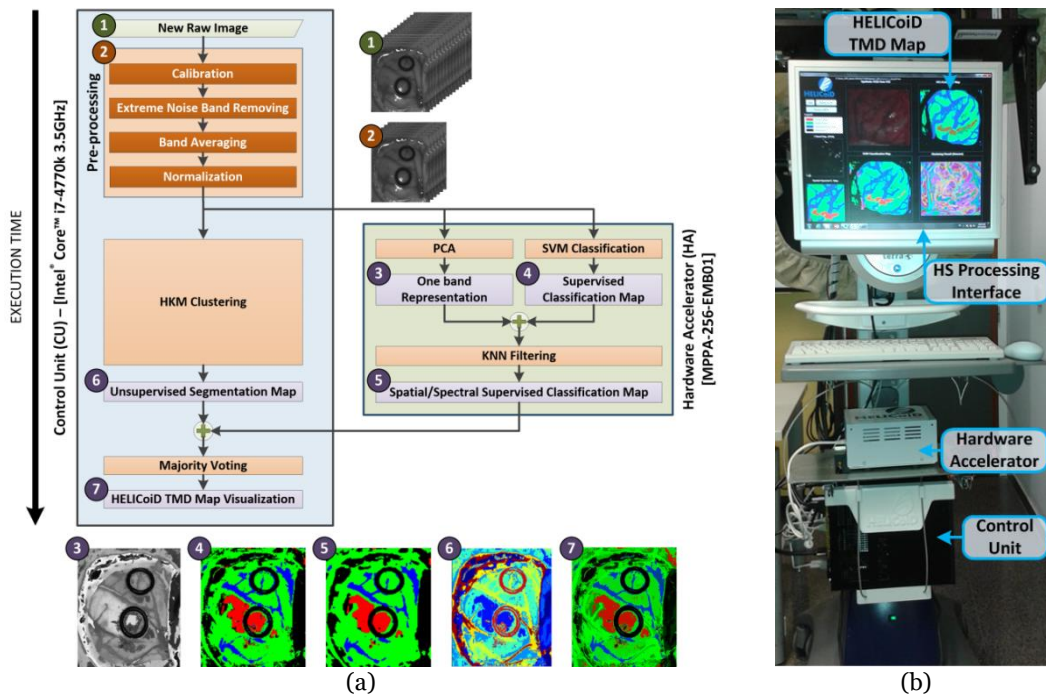 1
New Raw Image
2
Calibration
Extreme Noise Band Removing
Band Averaging
Normalization
Pre-processing
EXECUTION TIME
Control Unit (CU) – [Intel® Core™ i7-4770k 3.5GHz]
HKM Clustering
6
Unsupervised Segmentation Map
Majority Voting
7
HELICoiD TMD Map Visualization
1
2
PCA
SVM Classification
3
One band
Representation
4
Supervised
Classification Map
KNN Filtering
5
Spatial/Spectral Supervised Classification Map
Hardware Accelerator (HA)
[MPPA-256-EMB01]
3
4
5
6
7
(a)
HELICoiD
TMD Map
HELICoiD
HS Processing
Interface
HELICoiD
Hardware
Accelerator
Control
Unit
(b)